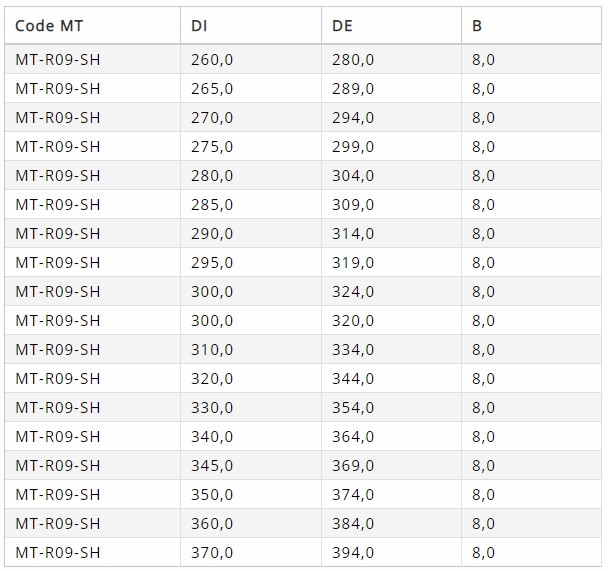 Code MT DI DE B
MT-R09-SH 260,0 280,0 8,0
MT-R09-SH 265,0 289,0 8,0
MT-R09-SH 270,0 294,0 8,0
MT-R09-SH 275,0 299,0 8,0
MT-R09-SH 280,0 304,0 8,0
MT-R09-SH 285,0 309,0 8,0
MT-R09-SH 290,0 314,0 8,0
MT-R09-SH 295,0 319,0 8,0
MT-R09-SH 300,0 324,0 8,0
MT-R09-SH 300,0 320,0 8,0
MT-R09-SH 310,0 334,0 8,0
MT-R09-SH 320,0 344,0 8,0
MT-R09-SH 330,0 354,0 8,0
MT-R09-SH 340,0 364,0 8,0
MT-R09-SH 345,0 369,0 8,0
MT-R09-SH 350,0 374,0 8,0
MT-R09-SH 360,0 384,0 8,0
MT-R09-SH 370,0 394,0 8,0